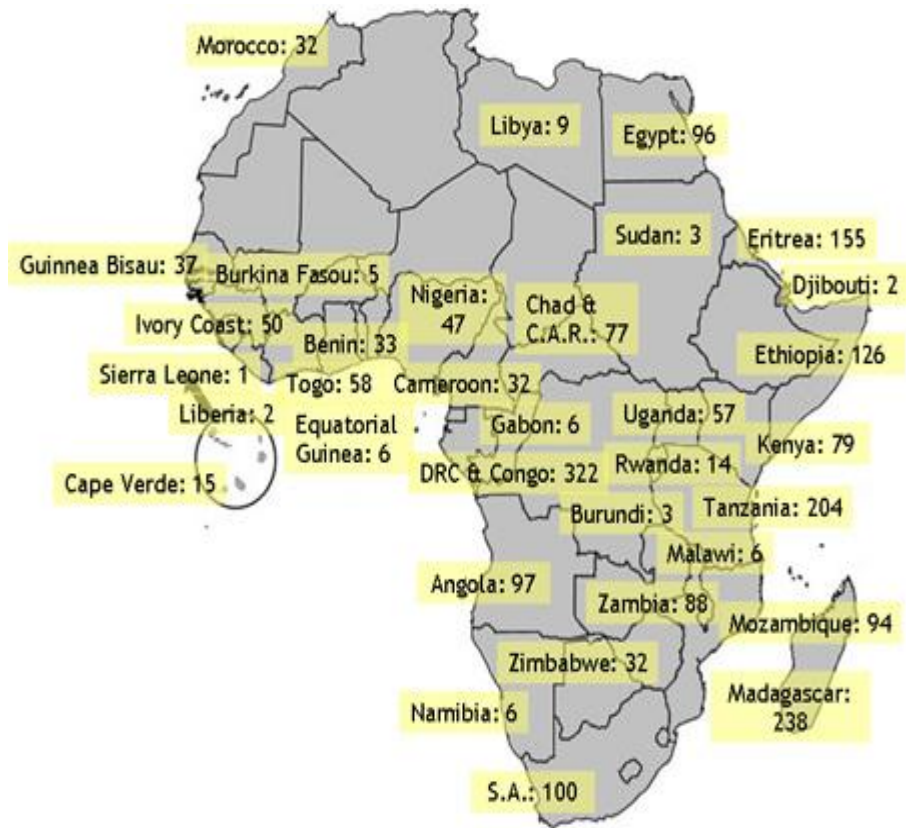 Morocco: 32
Libya: 9
Egypt: 96
Sudan: 3
Eritrea: 155
Guinnea Bisau: 37
Burkina Fasou: 5
Djibouti: 2
Nigeria:
47
Chad &
C.A.R.: 77
Ivory Coast: 50
Benin: 33
Ethiopia: 126
Sierra Leone: 1
Togo: 58
Cameroon: 32
Liberia: 2
Equatorial
Guinea: 6
Gabon: 6
Uganda: 57
Kenya: 79
DRC & Congo: 322
Rwanda: 14
Cape Verde: 15
Burundi: 3
Tanzania: 204
Malawi: 6
Angola: 97
Zambia: 88
Mozambique: 94
Zimbabwe: 32
Madagascar:
238
Namibia: 6
S.A.: 100